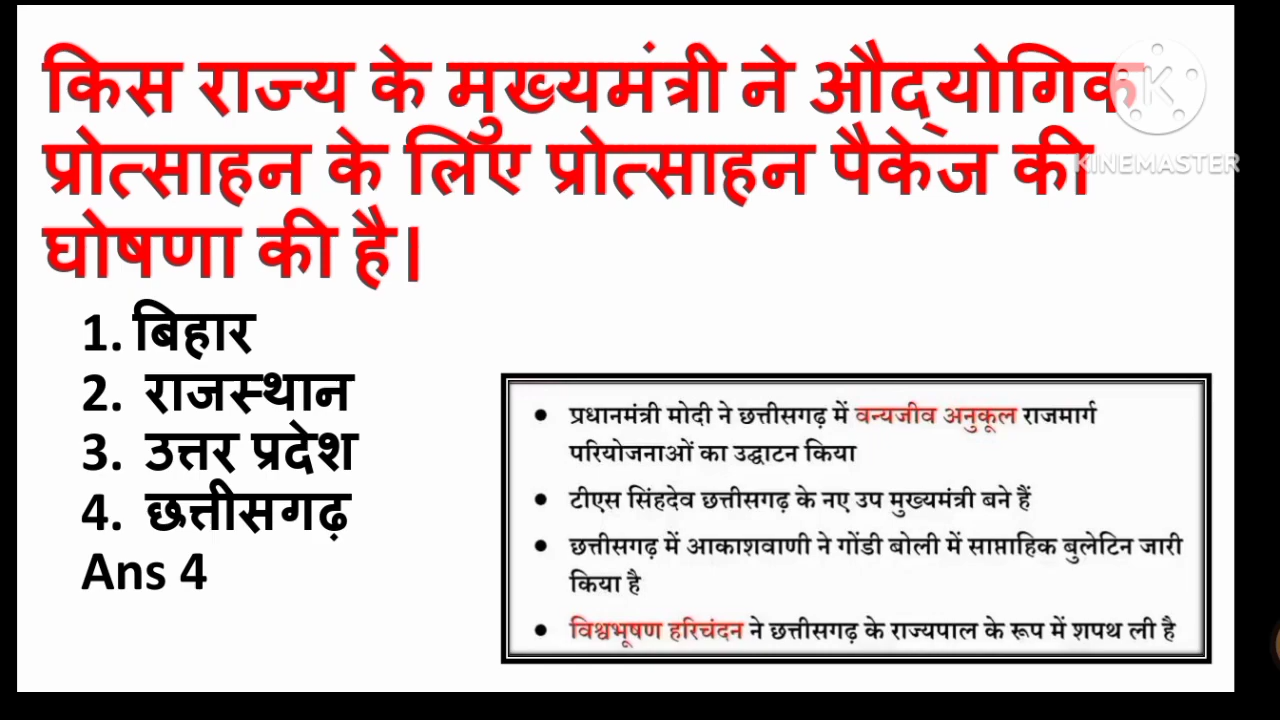 किस राज्य के मुख्यमंत्री ने औद्योगिक
प्रोत्साहन के लिए प्रोत्साहन पैकेज की
घोषणा की है।
1. बिहार
2. राजस्थान
3. उत्तर प्रदेश
4. छत्तीसगढ़
Ans 4
• प्रधानमंत्री मोदी ने छत्तीसगढ़ में वन्यजीव अनुकूल राजमार्ग
परियोजनाओं का उद्घाटन किया
• टीएस सिंहदेव छत्तीसगढ़ के नए उप मुख्यमंत्री बने हैं
• छत्तीसगढ़ में आकाशवाणी ने गोंडी बोली में साप्ताहिक बुलेटिन जारी
किया है
• विश्वभूषण हरिचंदन ने छत्तीसगढ़ के राज्यपाल के रूप में शपथ ली है
K
KINEMASTER